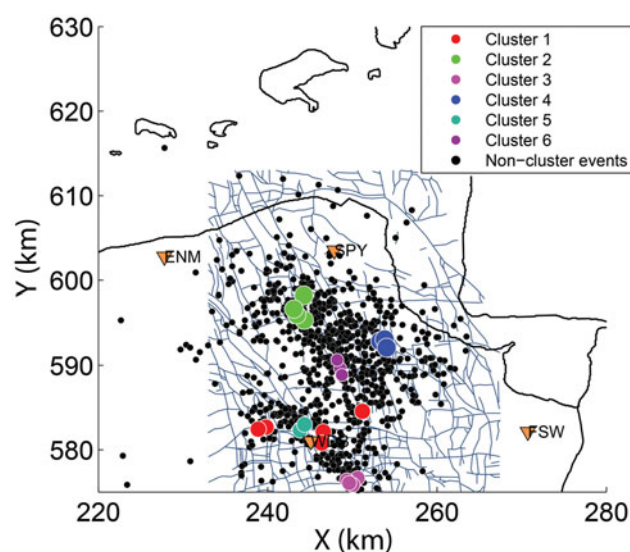 630
620
610
600
590
580
Y (km)
220
240
260
280
X (km)
Cluster 1
Cluster 2
Cluster 3
Cluster 4
Cluster 5
Cluster 6
Non-cluster events
ENM
SPY
FSW